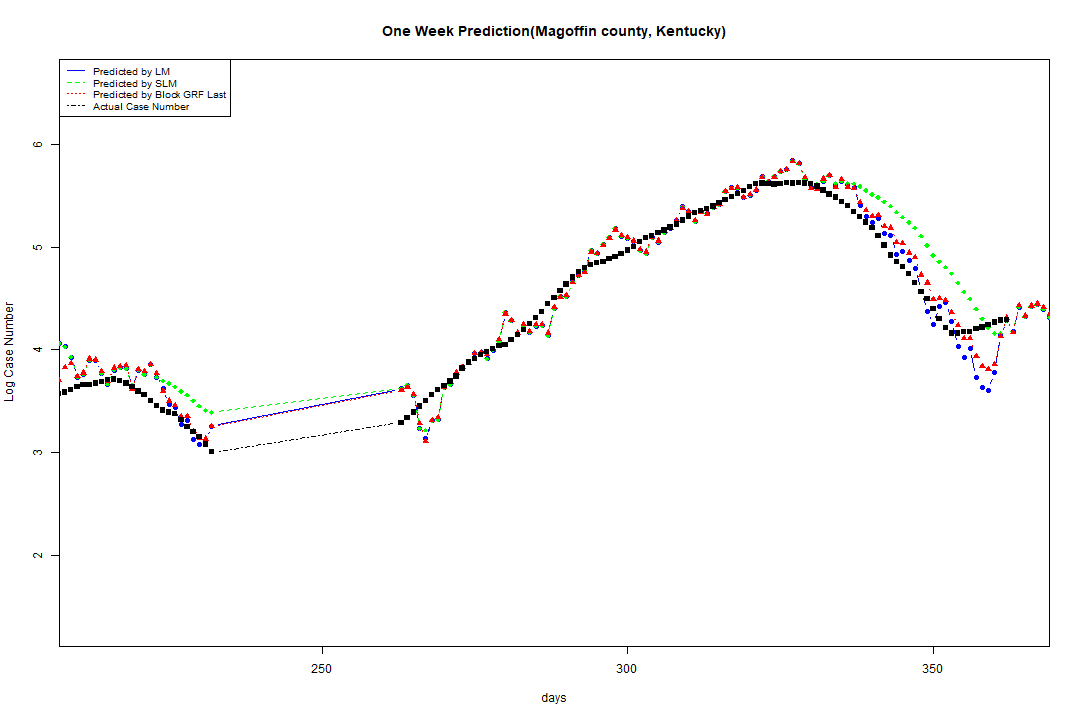 One Week Prediction(Magoffin county, Kentucky)
Predicted by LM
Predicted by SLM
Predicted by Block GRF Last
Actual Case Number
6
5
4
3
2
Log Case Number
250 300 350
days